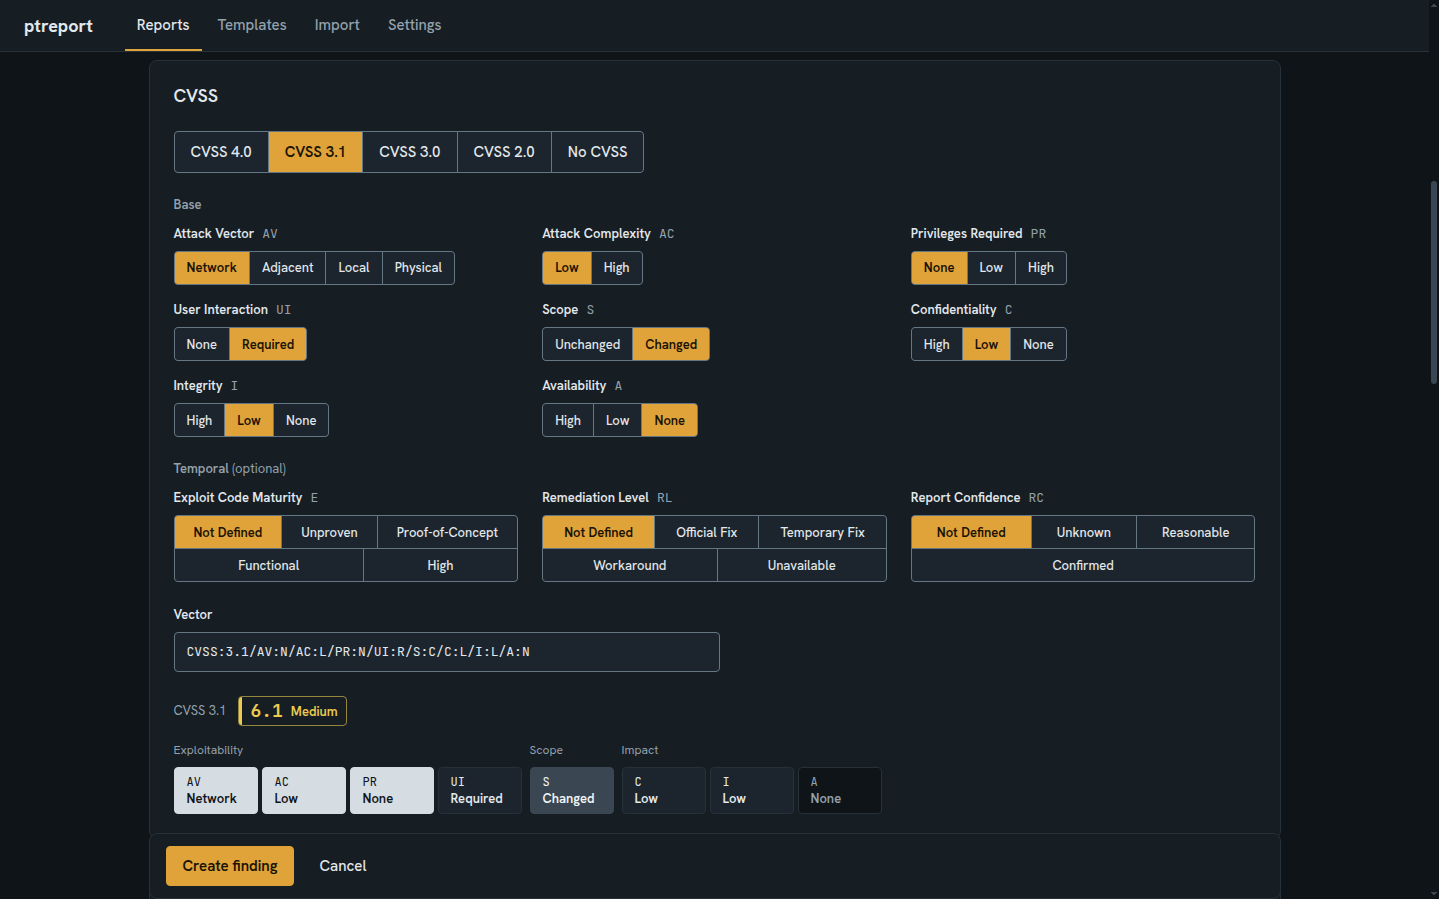 ptreport Reports Templates Import Settings
CVSS
CVSS 4.0 CVSS 3.1 CVSS 3.0 CVSS 2.0 No CVSS
Base
Attack Vector AV Attack Complexity AC Privileges Required PR
Network Adjacent Local Physical Low High None Low High
User Interaction UI Scope S Confidentiality C
None Required Unchanged Changed High Low None
Integrity I Availability A
High Low None High Low None
Temporal (optional)
Exploit Code Maturity E Remediation Level RL Report Confidence RC
Not Defined Unproven Proof-of-Concept Not Defined Official Fix Temporary Fix Not Defined Unknown Reasonable
Functional High Workaround Unavailable Confirmed
Vector
CVSS:3.1/AV:N/AC:L/PR:N/UI:R/S:C/C:L/I:L/A:N
CVSS 3.1 6.1 Medium
Exploitability Scope Impact
AV AC PR UI S C I A
Network Low None Required Changed Low Low None
Create finding Cancel